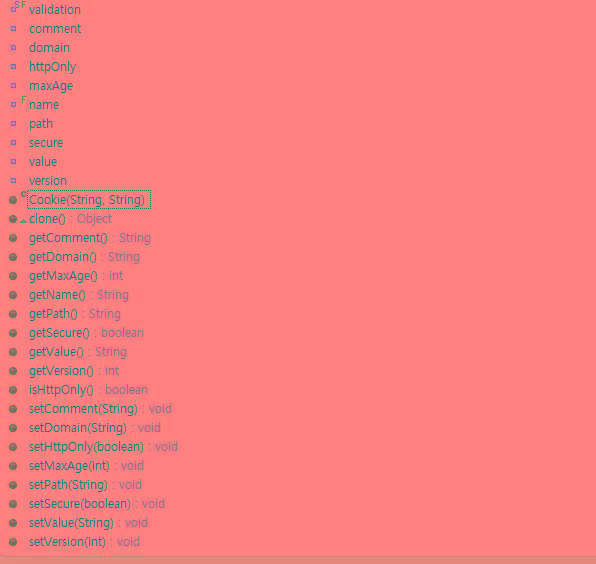 S F validation
comment
domain
httpOnly
maxAge
F name
path
secure
value
version
C Cookie(String, String)
clone() : Object
getComment() : String
getDomain() : String
getMaxAge() : int
getName() : String
getPath() : String
getSecure() : boolean
getValue() : String
getVersion() : int
isHttpOnly() : boolean
setComment(String) : void
setDomain(String) : void
setHttpOnly(boolean) : void
setMaxAge(int) : void
setPath(String) : void
setSecure(boolean) : void
setValue(String) : void
setVersion(int) : void